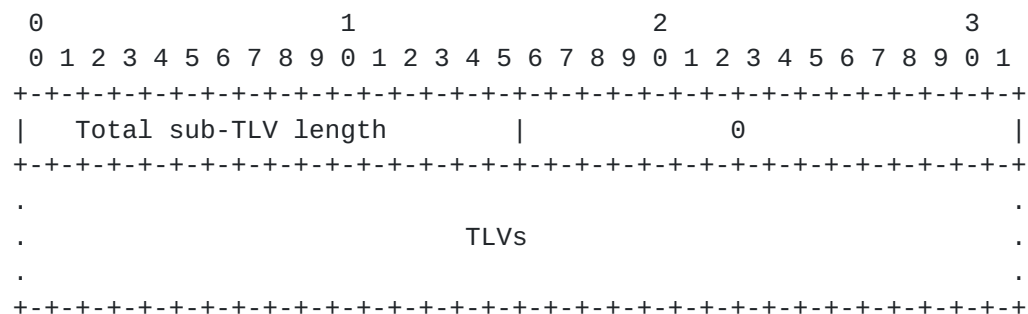 0                   1                   2                   3
 0 1 2 3 4 5 6 7 8 9 0 1 2 3 4 5 6 7 8 9 0 1 2 3 4 5 6 7 8 9 0 1
+-+-+-+-+-+-+-+-+-+-+-+-+-+-+-+-+-+-+-+-+-+-+-+-+-+-+-+-+-+-+-+-+
|   Total sub-TLV length        |             0                 |
+-+-+-+-+-+-+-+-+-+-+-+-+-+-+-+-+-+-+-+-+-+-+-+-+-+-+-+-+-+-+-+-+
.                                                               .
.                            TLVs                               .
.                                                               .
+-+-+-+-+-+-+-+-+-+-+-+-+-+-+-+-+-+-+-+-+-+-+-+-+-+-+-+-+-+-+-+-+